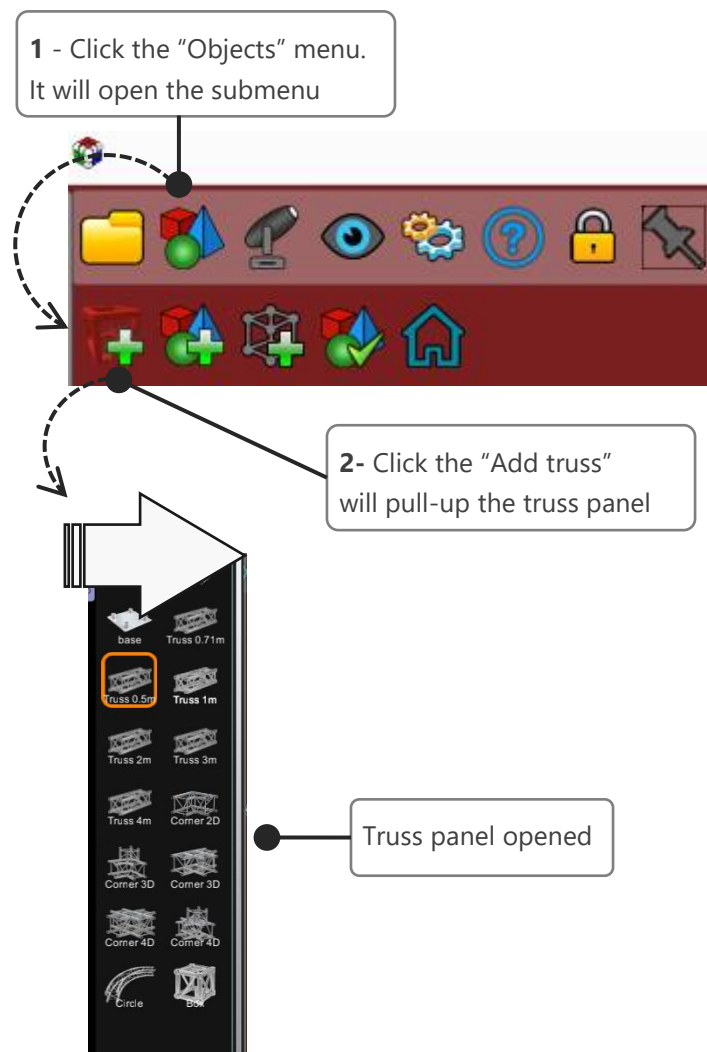 1 - Click the “Objects” menu.
It will open the submenu
2- Click the “Add truss”
will pull-up the truss panel
base Truss 0.71m
Truss 0.5m Truss 1m
Truss 2m Truss 3m
Truss 4m Corner 2D
Corner 3D Corner 3D
Corner 4D Corner 4D
Circle Box
Truss panel opened